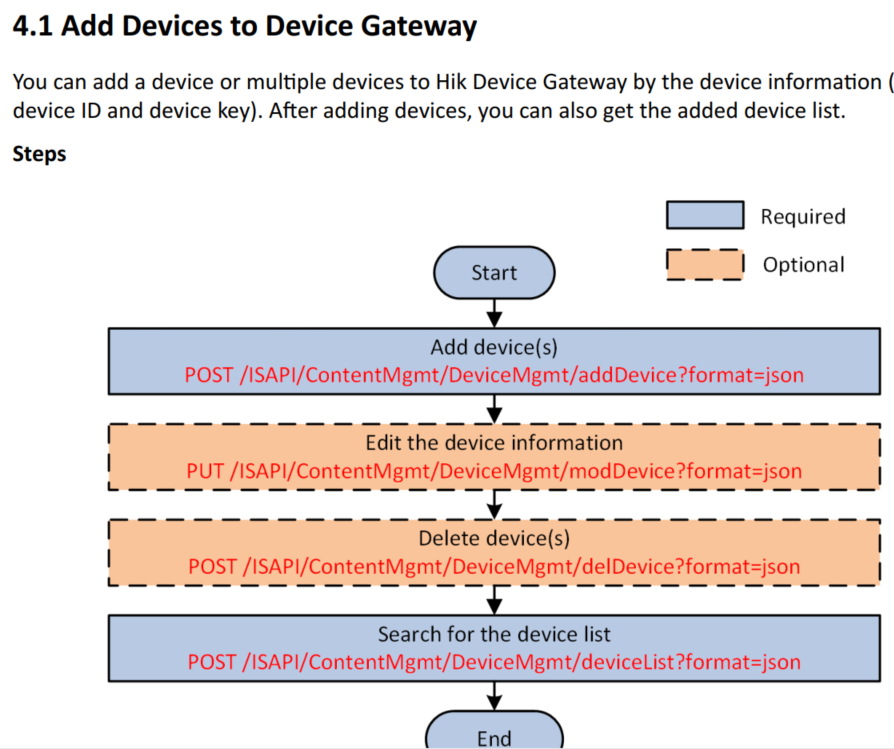 4.1 Add Devices to Device Gateway
You can add a device or multiple devices to Hik Device Gateway by the device information (
device ID and device key). After adding devices, you can also get the added device list.
Steps
Required
Optional
Start
Add device(s)
POST /ISAPI/ContentMgmt/DeviceMgmt/addDevice?format=json
Edit the device information
PUT /ISAPI/ContentMgmt/DeviceMgmt/modDevice?format=json
Delete device(s)
POST /ISAPI/ContentMgmt/DeviceMgmt/delDevice?format=json
Search for the device list
POST /ISAPI/ContentMgmt/DeviceMgmt/deviceList?format=json
End